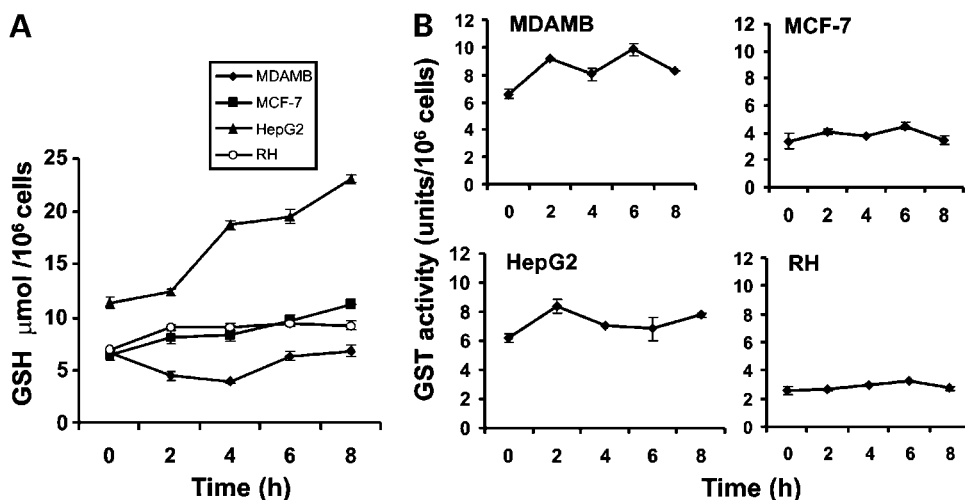 A
MDAMB
MCF-7
HepG2
RH
GSH μmol /10⁶ cells
25
20
15
10
5
0
0 2 4 6 8
Time (h)
B
GST activity (units/10⁶ cells)
MDAMB
12
10
8
6
4
2
0
0 2 4 6 8
MCF-7
12
10
8
6
4
2
0
0 2 4 6 8
HepG2
12
10
8
6
4
2
0
0 2 4 6 8
RH
12
10
8
6
4
2
0
0 2 4 6 8
Time (h)